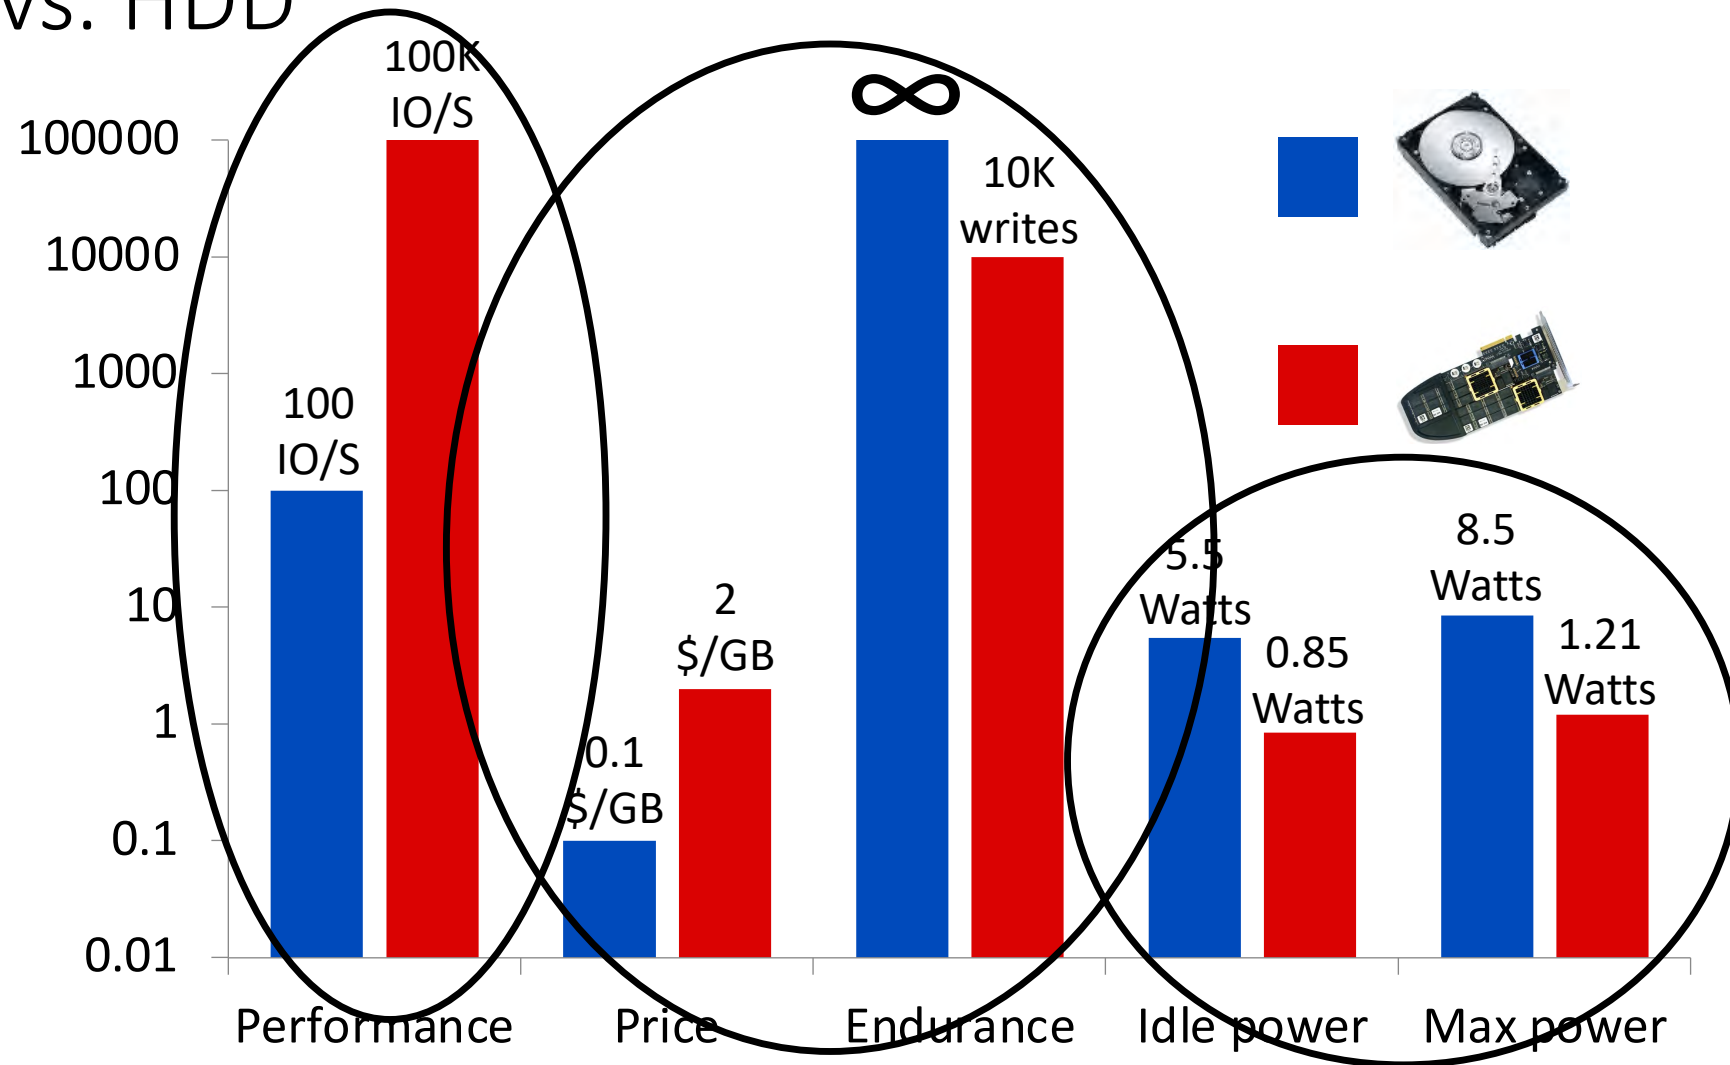 vs. HDD
100K
IO/S
∞
100000
10K
writes
10000
1000
100
IO/S
100
10
1
0.1
0.01
2
$/GB
0.1
$/GB
5.5
Watts
0.85
Watts
8.5
Watts
1.21
Watts
Performance
Price
Endurance
Idle power
Max power